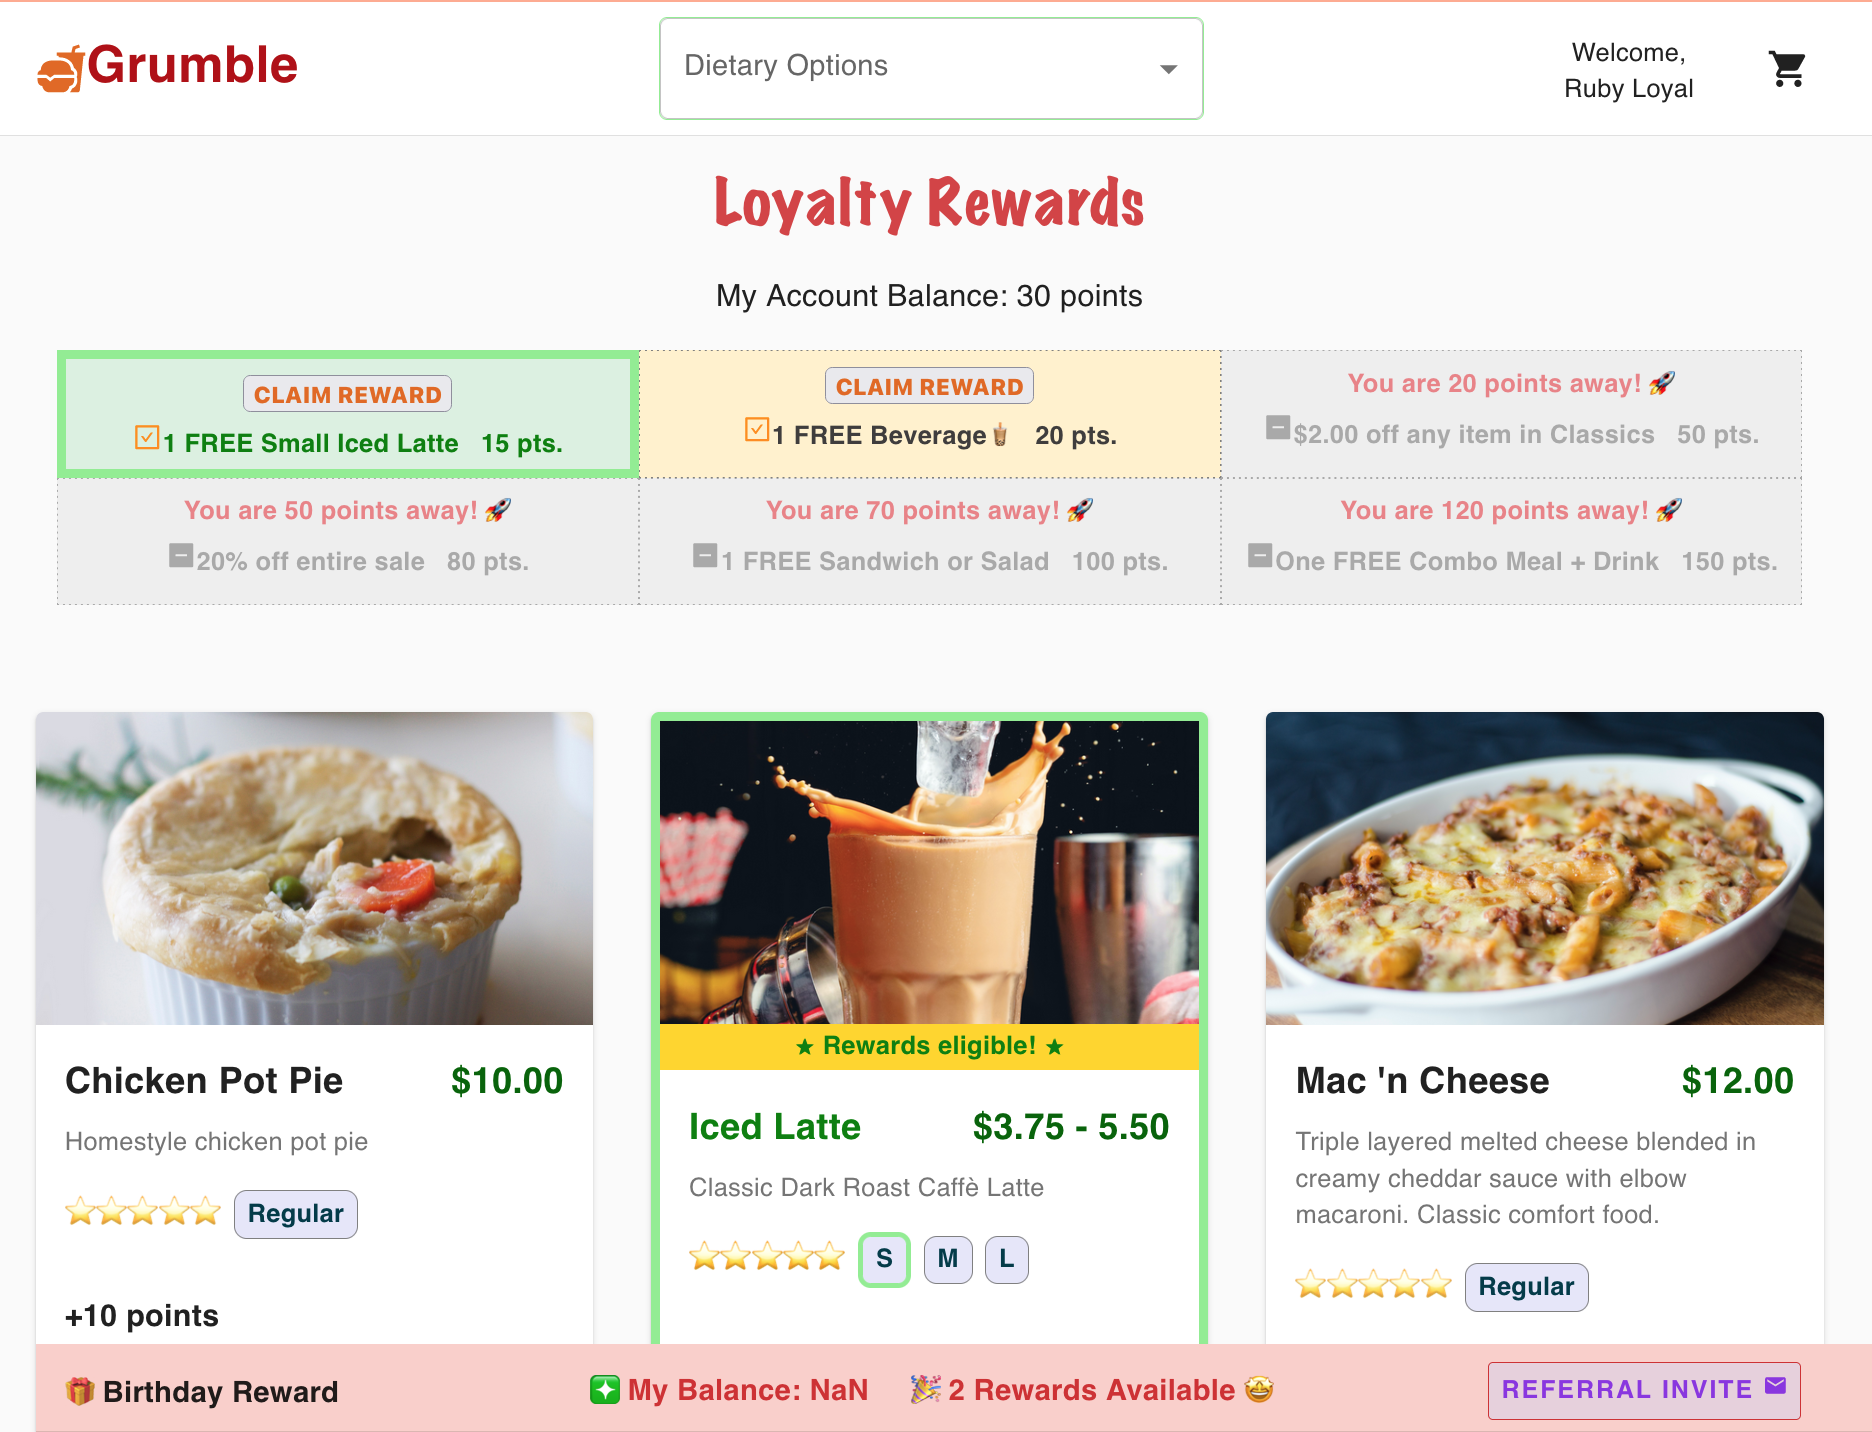 Grumble
Dietary Options
Welcome,
Ruby Loyal
Loyalty Rewards
My Account Balance: 30 points
CLAIM REWARD
1 FREE Small Iced Latte 15 pts.
CLAIM REWARD
1 FREE Beverage🧋 20 pts.
You are 20 points away! 🚀
$2.00 off any item in Classics 50 pts.
You are 50 points away! 🚀
20% off entire sale 80 pts.
You are 70 points away! 🚀
1 FREE Sandwich or Salad 100 pts.
You are 120 points away! 🚀
One FREE Combo Meal + Drink 150 pts.
Chicken Pot Pie $10.00
Homestyle chicken pot pie
⭐⭐⭐⭐⭐ Regular
+10 points
★ Rewards eligible! ★
Iced Latte $3.75 - 5.50
Classic Dark Roast Caffè Latte
⭐⭐⭐⭐⭐ S M L
Mac 'n Cheese $12.00
Triple layered melted cheese blended in
creamy cheddar sauce with elbow
macaroni. Classic comfort food.
⭐⭐⭐⭐⭐ Regular
🎁 Birthday Reward
❇️ My Balance: NaN 🎉 2 Rewards Available 🤩
REFERRAL INVITE